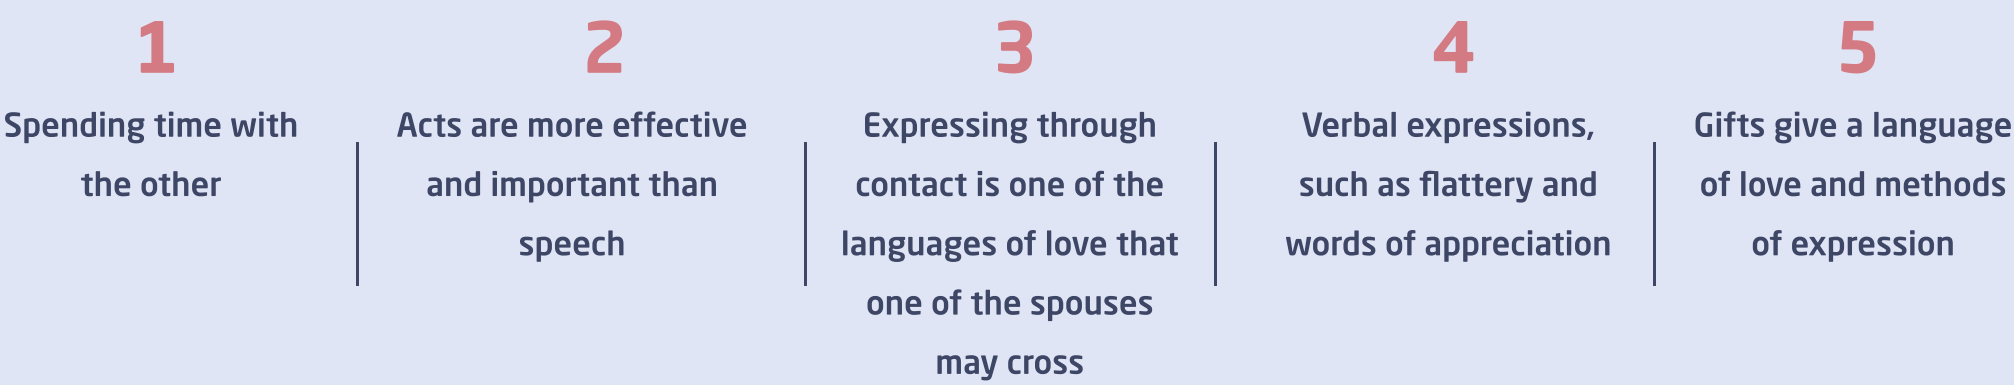 1
Spending time with
the other
2
Acts are more effective
and important than
speech
3
Expressing through
contact is one of the
languages of love that
one of the spouses
may cross
4
Verbal expressions,
such as flattery and
words of appreciation
5
Gifts give a language
of love and methods
of expression